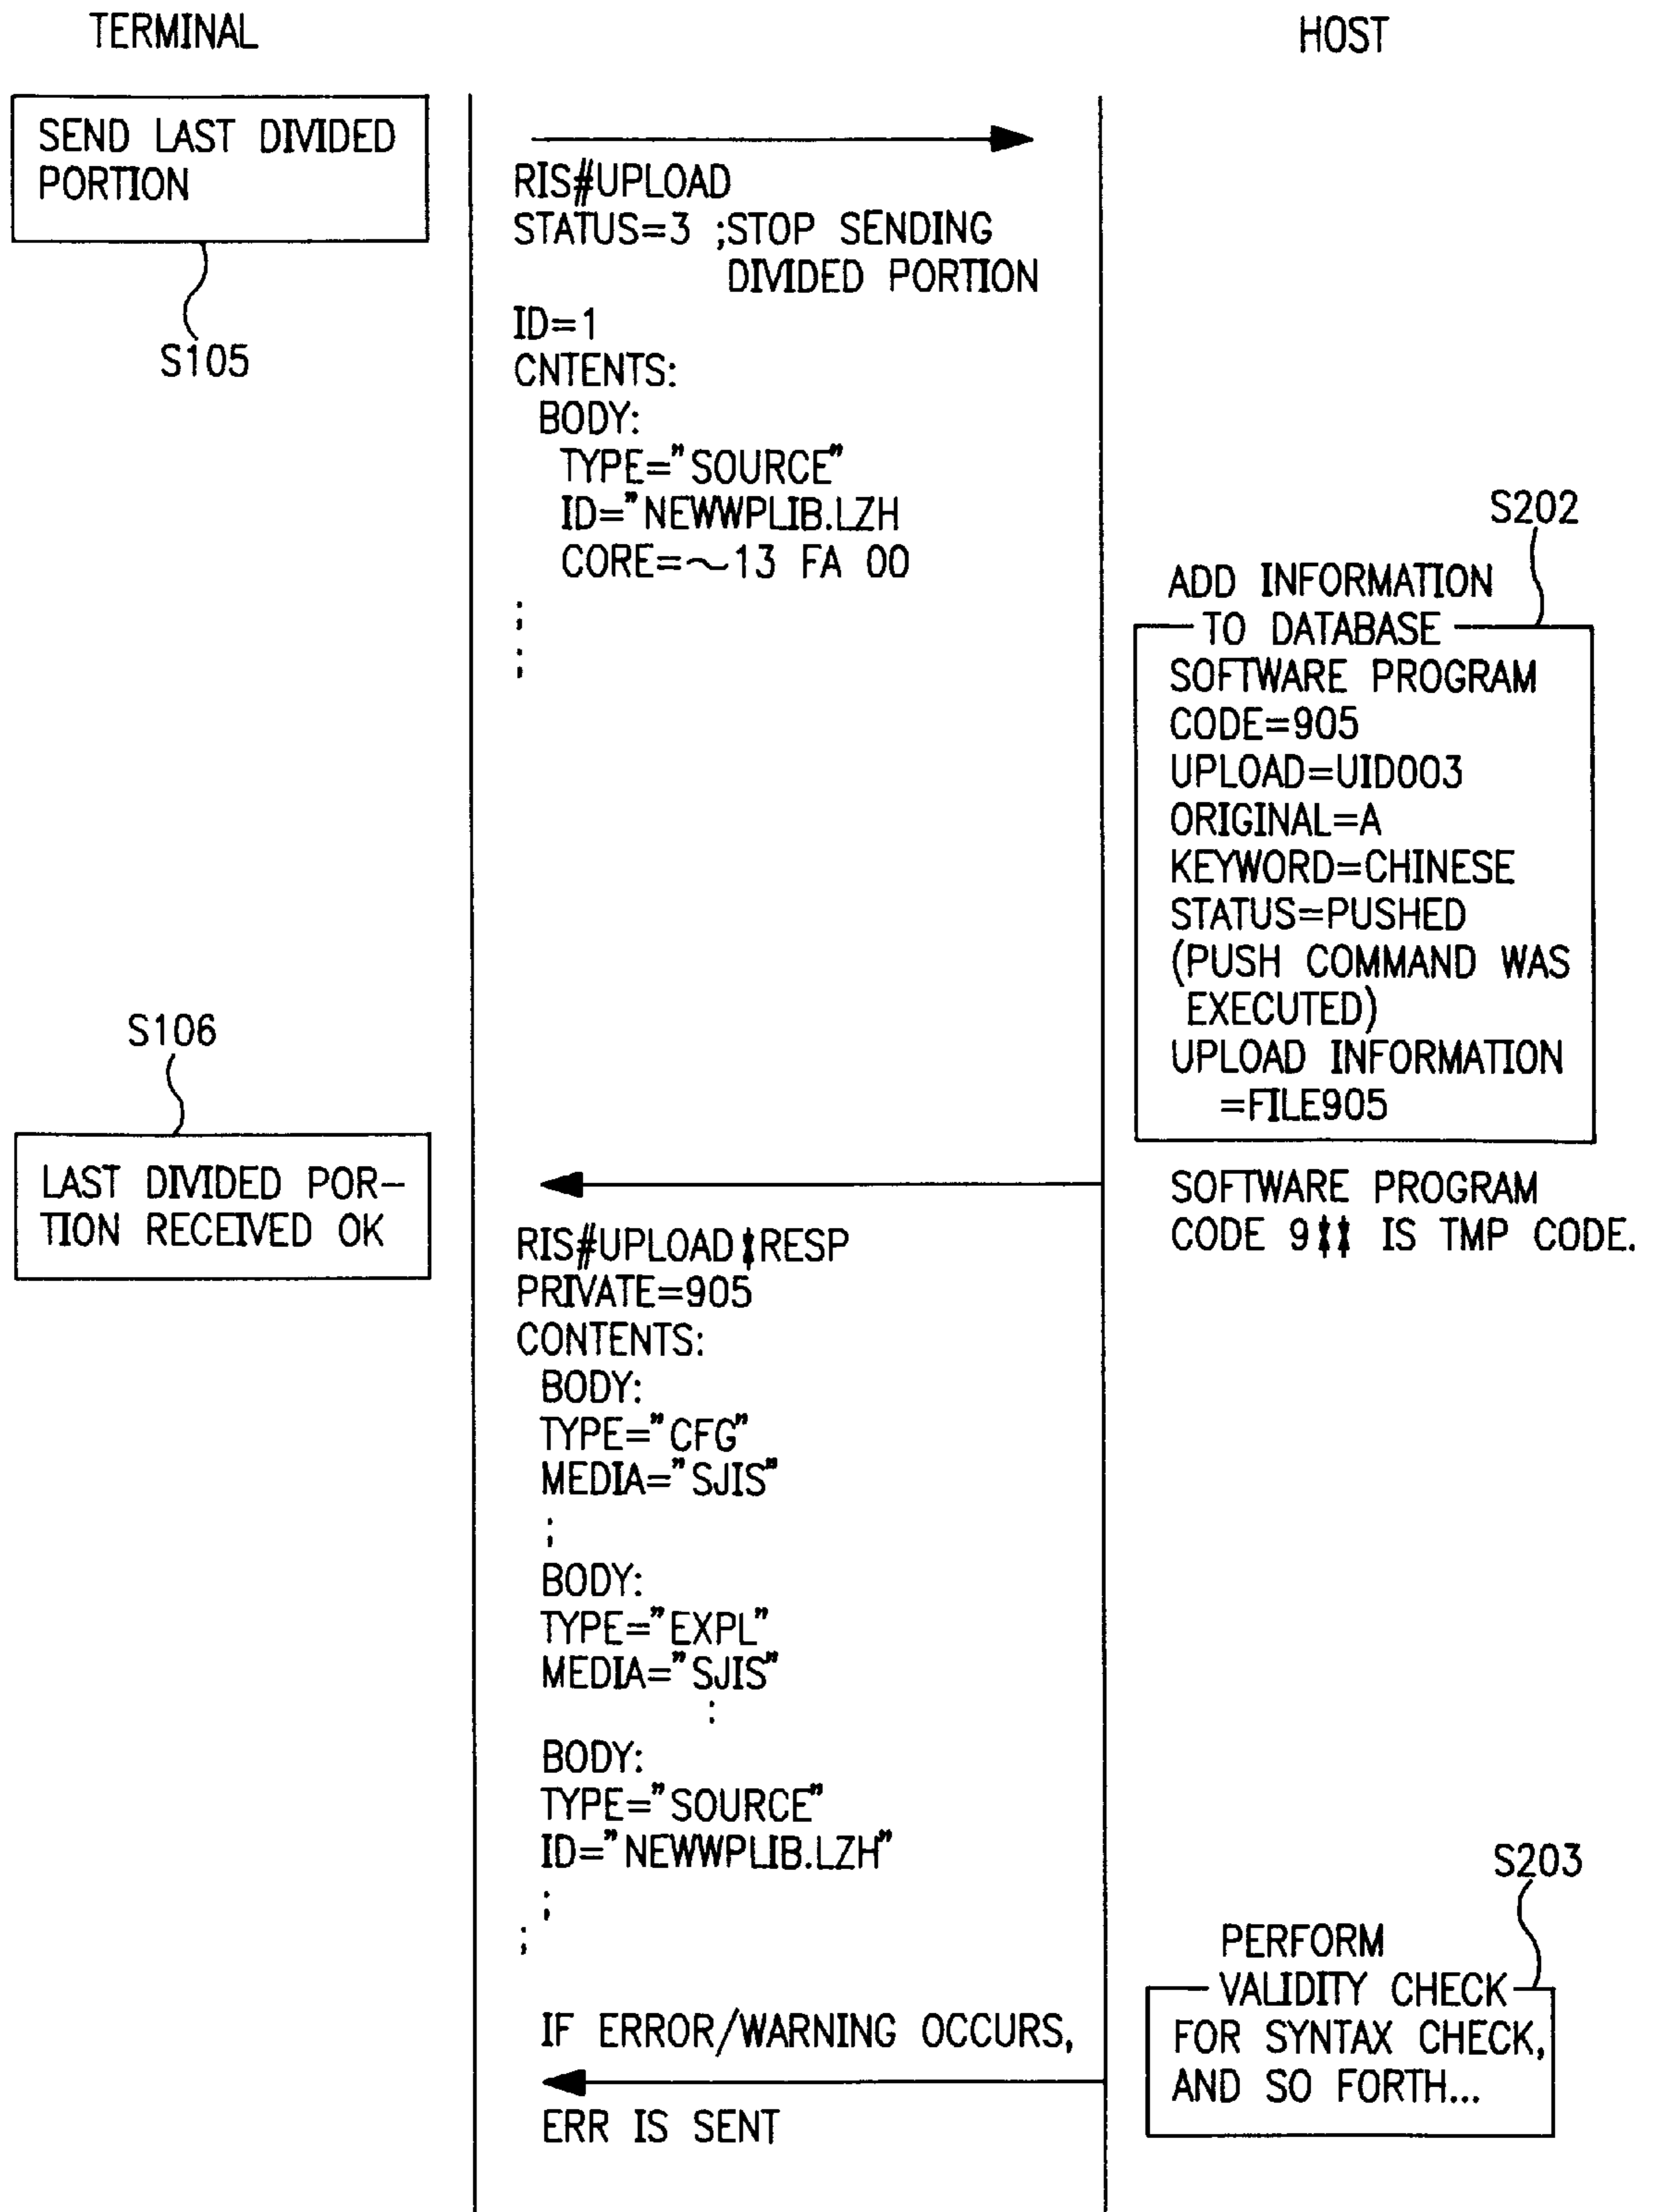 TERMINAL
HOST
SEND LAST DIVIDED
PORTION
S105
RIS#UPLOAD
STATUS=3 ;STOP SENDING
DIVIDED PORTION
ID=1
CNTENTS:
BODY:
TYPE="SOURCE"
ID="NEWWPLIB.LZH
CORE=～13 FA 00
;
;
S202
ADD INFORMATION
TO DATABASE
SOFTWARE PROGRAM
CODE=905
UPLOAD=UID003
ORIGINAL=A
KEYWORD=CHINESE
STATUS=PUSHED
(PUSH COMMAND WAS
EXECUTED)
UPLOAD INFORMATION
=FILE905
SOFTWARE PROGRAM
CODE 9** IS TMP CODE.
S106
LAST DIVIDED POR-
TION RECEIVED OK
RIS#UPLOAD*RESP
PRIVATE=905
CONTENTS:
BODY:
TYPE="CFG"
MEDIA="SJIS"
;
BODY:
TYPE="EXPL"
MEDIA="SJIS"
:
BODY:
TYPE="SOURCE"
ID="NEWWPLIB.LZH"
;
;
S203
PERFORM
VALIDITY CHECK
FOR SYNTAX CHECK,
AND SO FORTH...
IF ERROR/WARNING OCCURS,
ERR IS SENT